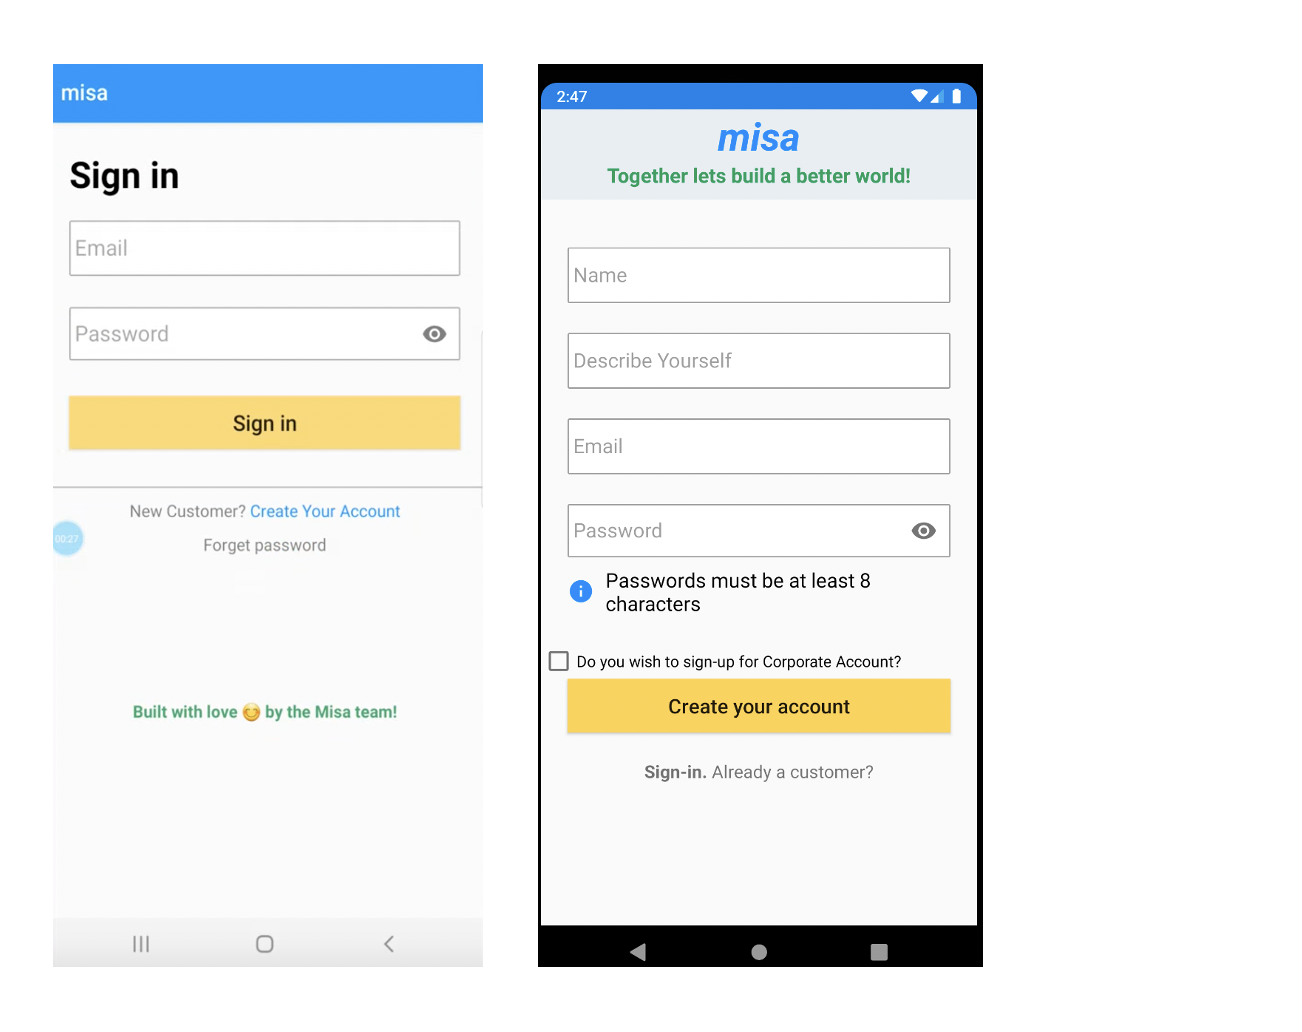 misa
Sign in
Email
Password
Sign in
New Customer? Create Your Account
00:27
Forget password
Built with love 😊 by the Misa team!
2:47
misa
Together lets build a better world!
Name
Describe Yourself
Email
Password
Passwords must be at least 8
characters
Do you wish to sign-up for Corporate Account?
Create your account
Sign-in. Already a customer?